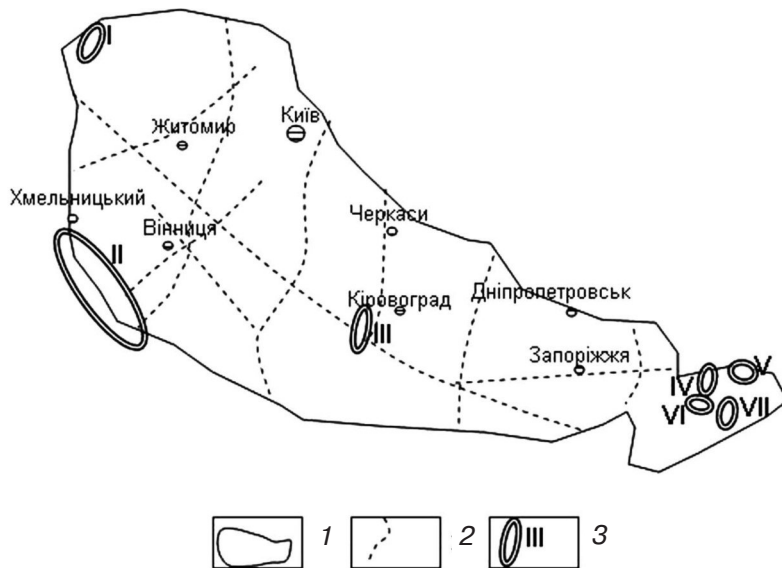 I
Київ
Житомир
Хмельницький
Черкаси
Вінниця
II
Дніпропетровськ
Кіровоград
III
Запоріжжя
V
IV
VI
VII
1
2
III
3